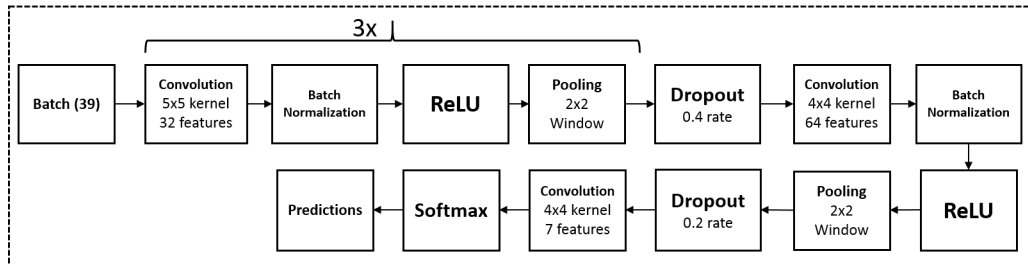 3x
Batch (39)
Convolution
5x5 kernel
32 features
Batch
Normalization
ReLU
Pooling
2x2
Window
Dropout
0.4 rate
Convolution
4x4 kernel
64 features
Batch
Normalization
ReLU
Pooling
2x2
Window
Dropout
0.2 rate
Convolution
4x4 kernel
7 features
Softmax
Predictions